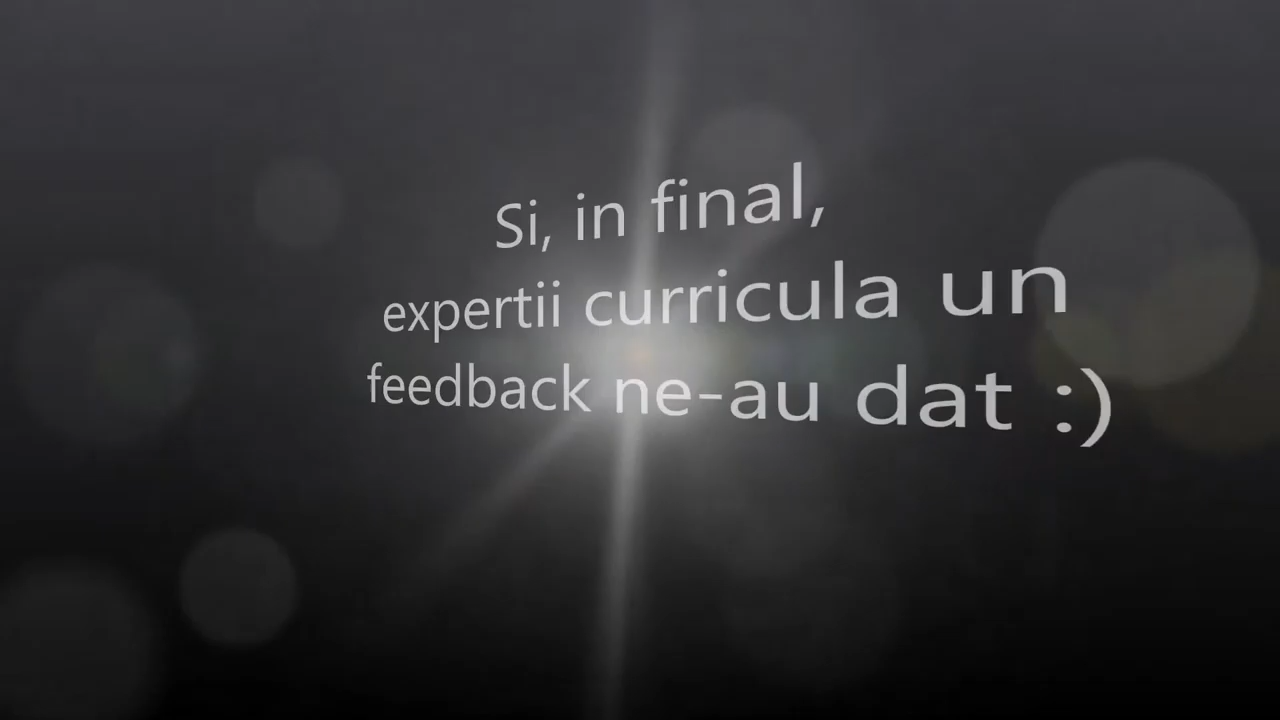 Si, in final,
expertii curricula un
feedback ne-au dat :)